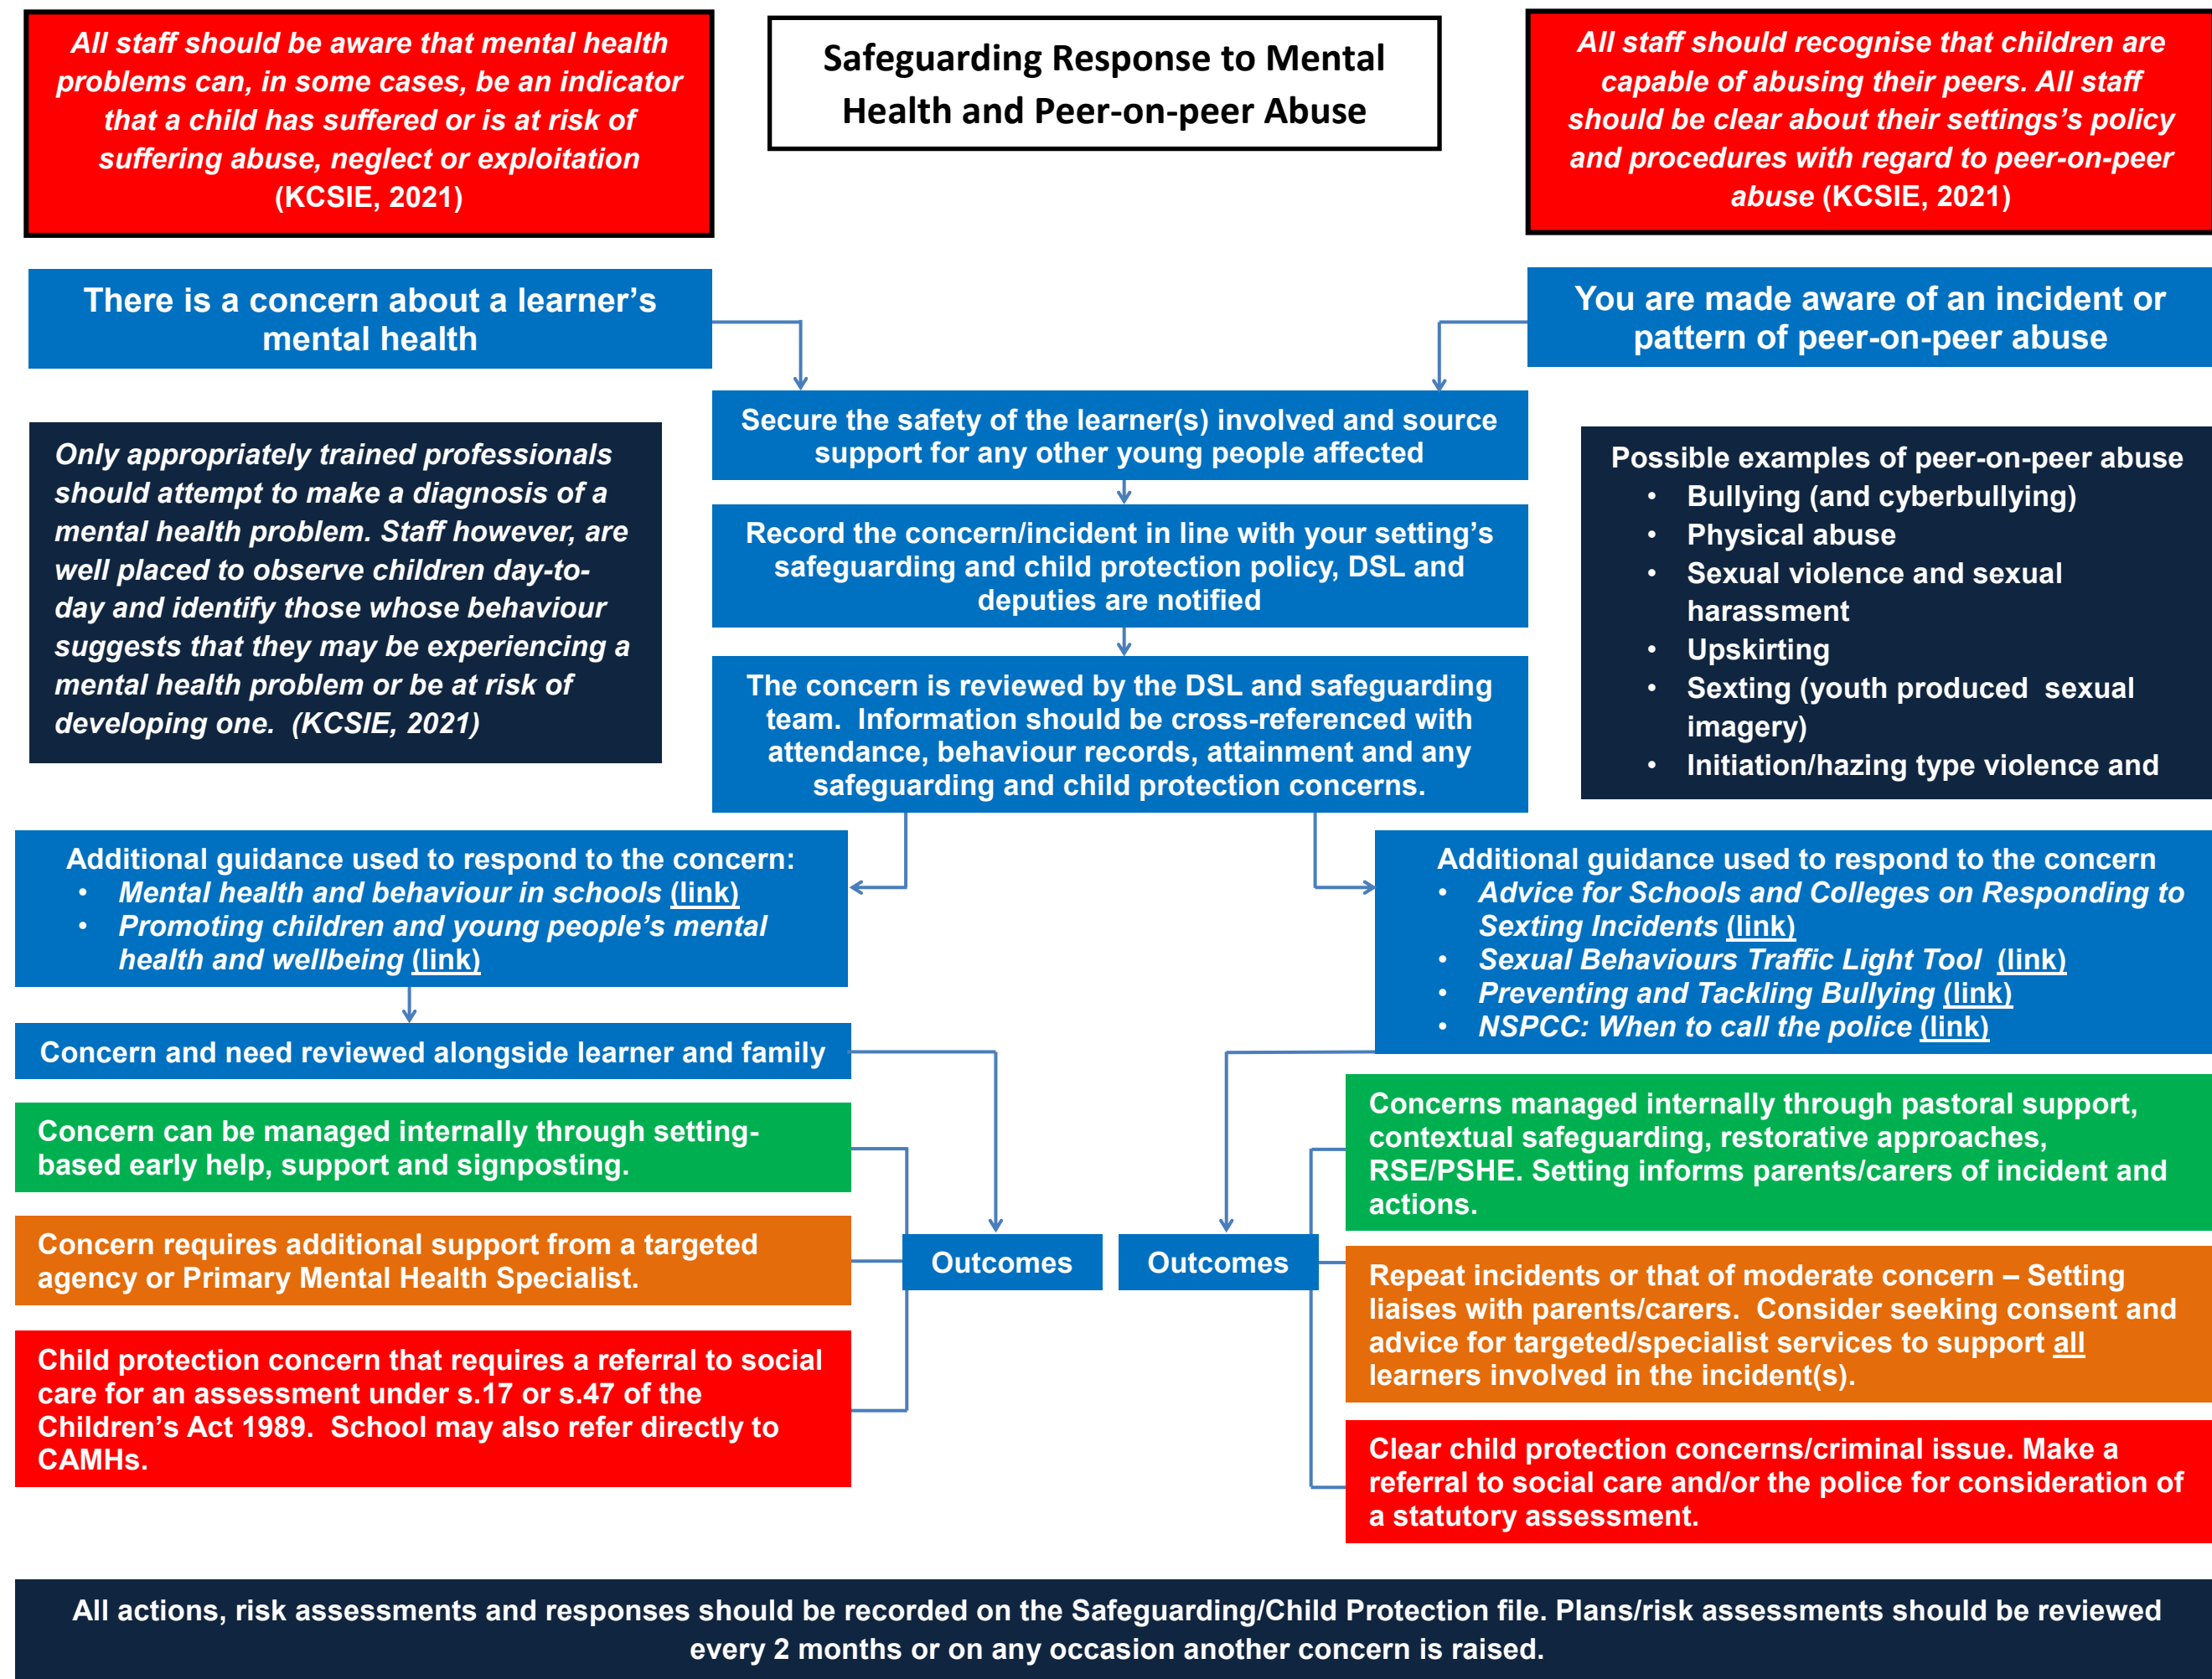 All staff should be aware that mental health
problems can, in some cases, be an indicator
that a child has suffered or is at risk of
suffering abuse, neglect or exploitation
(KCSIE, 2021)
Safeguarding Response to Mental
Health and Peer-on-peer Abuse
All staff should recognise that children are
capable of abusing their peers. All staff
should be clear about their settings's policy
and procedures with regard to peer-on-peer
abuse (KCSIE, 2021)
There is a concern about a learner's
mental health
You are made aware of an incident or
pattern of peer-on-peer abuse
Secure the safety of the learner(s) involved and source
support for any other young people affected
Only appropriately trained professionals
should attempt to make a diagnosis of a
mental health problem. Staff however, are
well placed to observe children day-to-
day and identify those whose behaviour
suggests that they may be experiencing a
mental health problem or be at risk of
developing one.  (KCSIE, 2021)
Record the concern/incident in line with your setting's
safeguarding and child protection policy, DSL and
deputies are notified
Possible examples of peer-on-peer abuse
• Bullying (and cyberbullying)
• Physical abuse
• Sexual violence and sexual
harassment
• Upskirting
• Sexting (youth produced  sexual
imagery)
• Initiation/hazing type violence and
The concern is reviewed by the DSL and safeguarding
team.  Information should be cross-referenced with
attendance, behaviour records, attainment and any
safeguarding and child protection concerns.
Additional guidance used to respond to the concern:
• Mental health and behaviour in schools (link)
• Promoting children and young people's mental
health and wellbeing (link)
Additional guidance used to respond to the concern
• Advice for Schools and Colleges on Responding to
Sexting Incidents (link)
• Sexual Behaviours Traffic Light Tool  (link)
• Preventing and Tackling Bullying (link)
• NSPCC: When to call the police (link)
Concern and need reviewed alongside learner and family
Concern can be managed internally through setting-
based early help, support and signposting.
Concern requires additional support from a targeted
agency or Primary Mental Health Specialist.
Child protection concern that requires a referral to social
care for an assessment under s.17 or s.47 of the
Children's Act 1989.  School may also refer directly to
CAMHs.
Outcomes
Outcomes
Concerns managed internally through pastoral support,
contextual safeguarding, restorative approaches,
RSE/PSHE. Setting informs parents/carers of incident and
actions.
Repeat incidents or that of moderate concern – Setting
liaises with parents/carers.  Consider seeking consent and
advice for targeted/specialist services to support all
learners involved in the incident(s).
Clear child protection concerns/criminal issue. Make a
referral to social care and/or the police for consideration of
a statutory assessment.
All actions, risk assessments and responses should be recorded on the Safeguarding/Child Protection file. Plans/risk assessments should be reviewed
every 2 months or on any occasion another concern is raised.